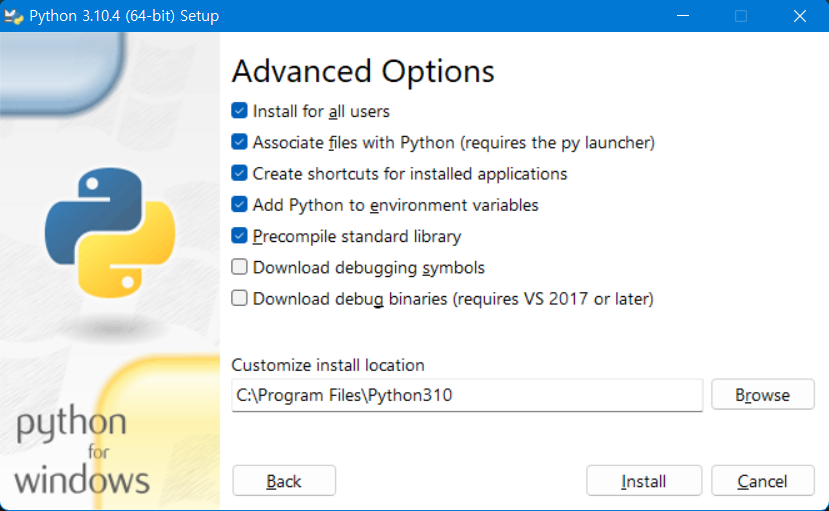 Python 3.10.4 (64-bit) Setup
Advanced Options
Install for all users
Associate files with Python (requires the py launcher)
Create shortcuts for installed applications
Add Python to environment variables
Precompile standard library
Download debugging symbols
Download debug binaries (requires VS 2017 or later)
Customize install location
C:\Program Files\Python310
Browse
python
for
windows
Back
Install
Cancel